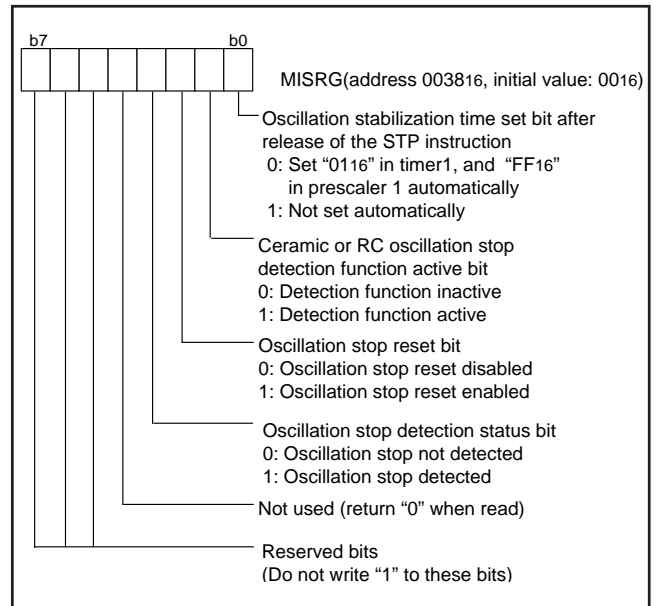 b7 b0
MISRG(address 003816, initial value: 0016)
Oscillation stabilization time set bit after
release of the STP instruction
0: Set “0116” in timer1, and “FF16”
in prescaler 1 automatically
1: Not set automatically
Ceramic or RC oscillation stop
detection function active bit
0: Detection function inactive
1: Detection function active
Oscillation stop reset bit
0: Oscillation stop reset disabled
1: Oscillation stop reset enabled
Oscillation stop detection status bit
0: Oscillation stop not detected
1: Oscillation stop detected
Not used (return “0” when read)
Reserved bits
(Do not write “1” to these bits)